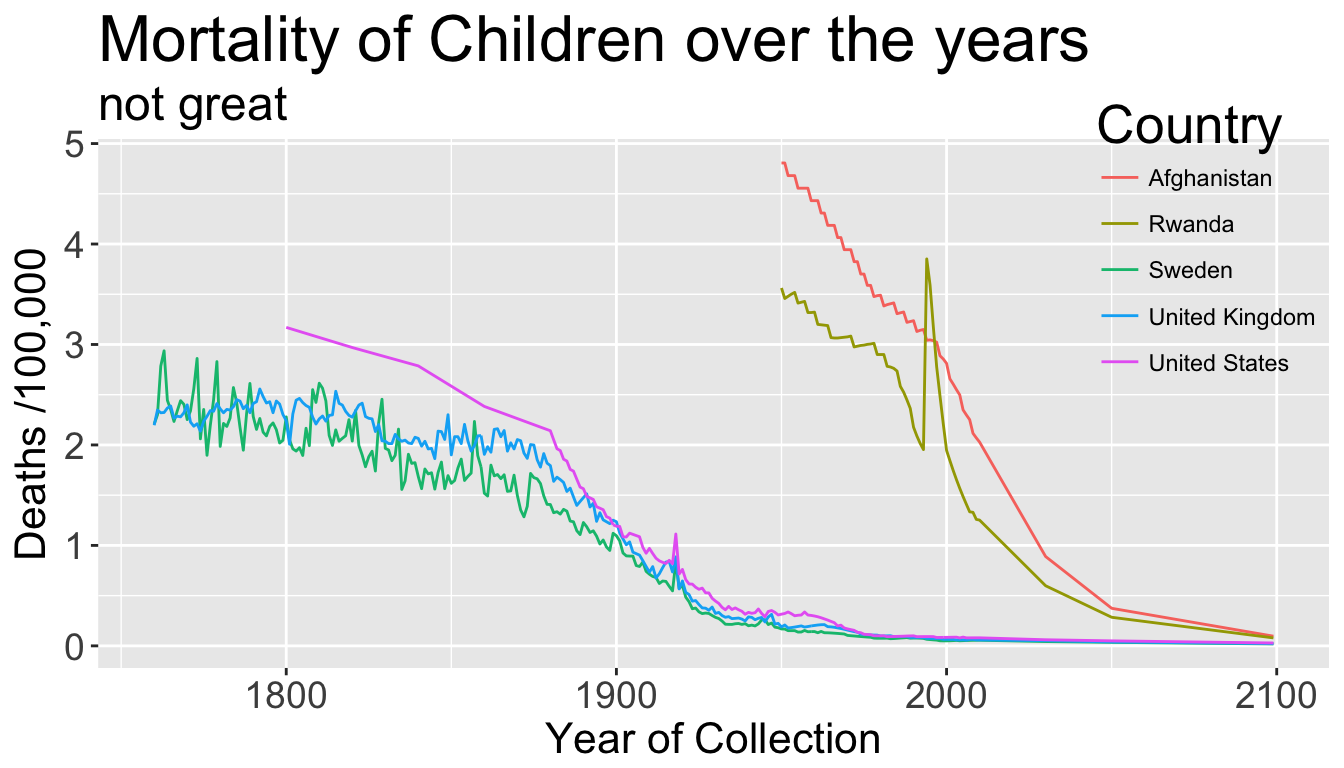 Mortality of Children over the years
not great
Country
Afghanistan
Rwanda
Sweden
United Kingdom
United States
5
4
3
2
1
0
Deaths /100,000
1800 1900 2000 2100
Year of Collection